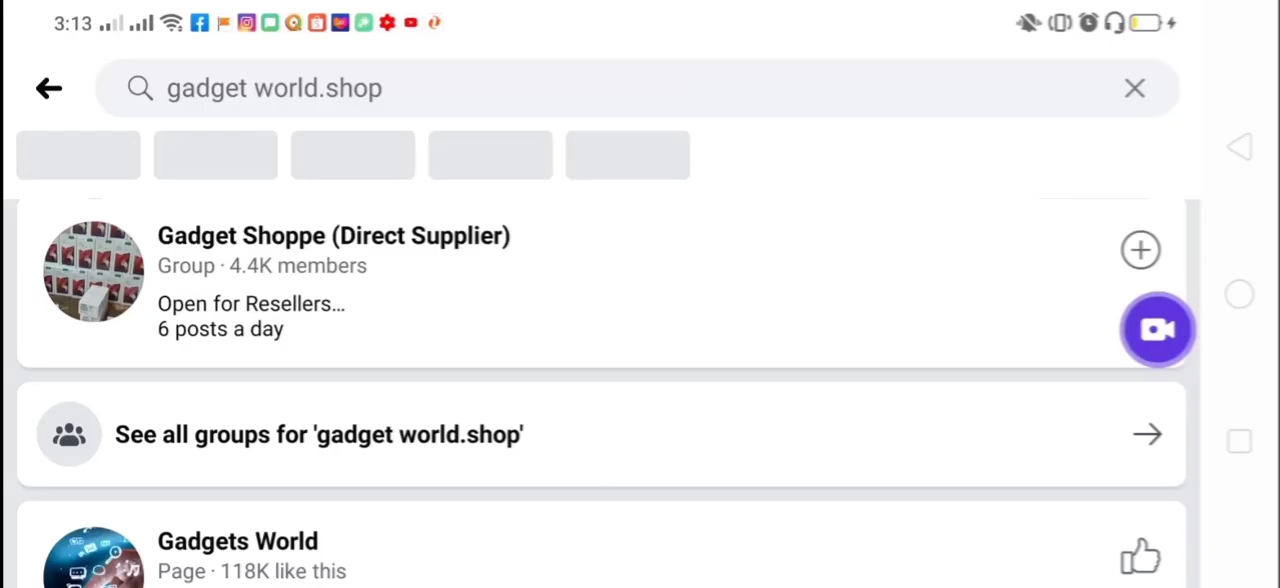 3:13
gadget world.shop
Gadget Shoppe (Direct Supplier)
Group · 4.4K members
Open for Resellers...
6 posts a day
See all groups for 'gadget world.shop'
Gadgets World
Page · 118K like this